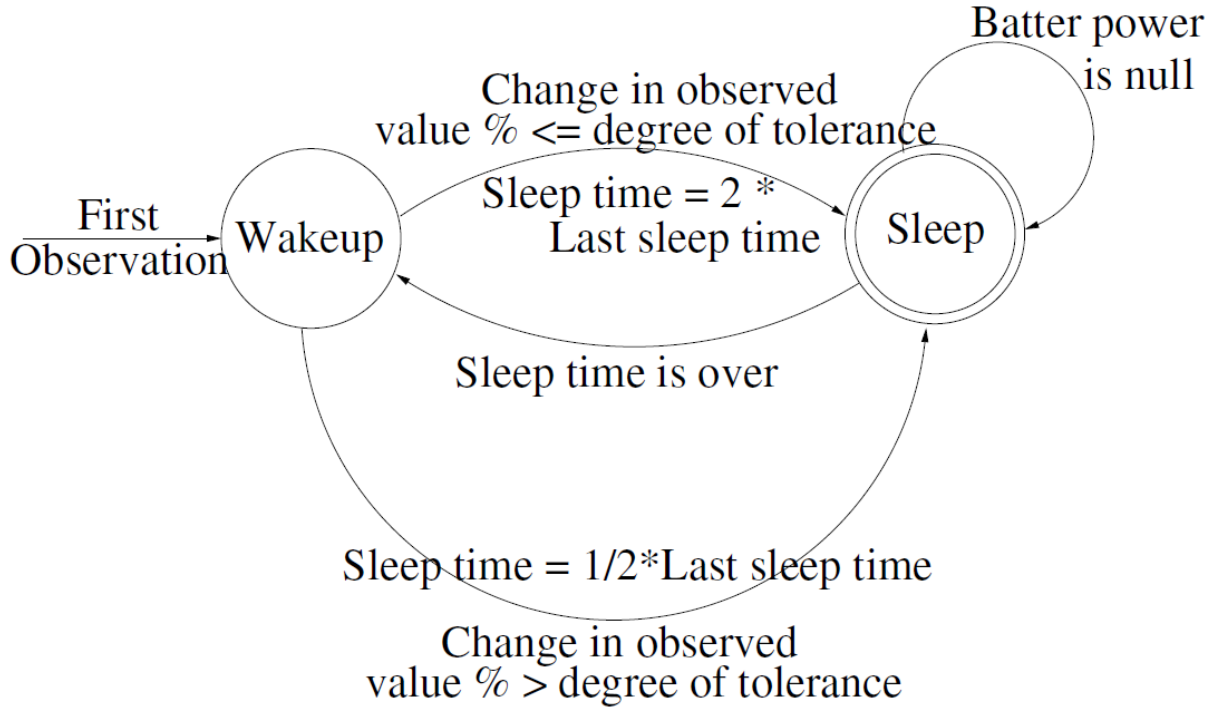 Batter power
is null
Change in observed
value % <= degree of tolerance
Sleep time = 2 *
Last sleep time
First
Observation
Wakeup
Sleep
Sleep time is over
Sleep time = 1/2*Last sleep time
Change in observed
value % > degree of tolerance